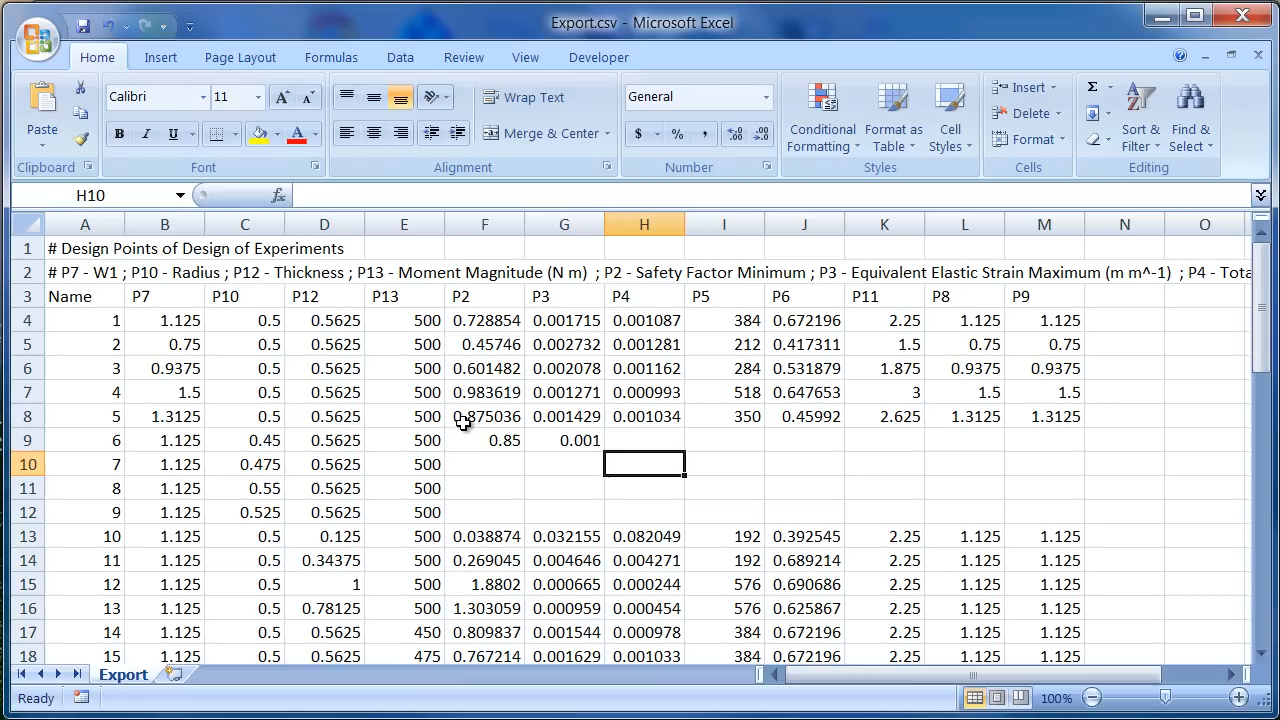 Export.csv - Microsoft Excel
Home Insert Page Layout Formulas Data Review View Developer
Calibri 11 Wrap Text General Insert
Paste Merge & Center Conditional Formatting Format as Table Cell Styles Delete Format Sort & Filter Find & Select
Clipboard Font Alignment Number Styles Cells Editing
H10 fx
A B C D E F G H I J K L M N O
1 # Design Points of Design of Experiments
2 # P7 - W1 ; P10 - Radius ; P12 - Thickness ; P13 - Moment Magnitude (N m) ; P2 - Safety Factor Minimum ; P3 - Equivalent Elastic Strain Maximum (m m^-1) ; P4 - Tota
3 Name P7 P10 P12 P13 P2 P3 P4 P5 P6 P11 P8 P9
4 1 1.125 0.5 0.5625 500 0.728854 0.001715 0.001087 384 0.672196 2.25 1.125 1.125
5 2 0.75 0.5 0.5625 500 0.45746 0.002732 0.001281 212 0.417311 1.5 0.75 0.75
6 3 0.9375 0.5 0.5625 500 0.601482 0.002078 0.001162 284 0.531879 1.875 0.9375 0.9375
7 4 1.5 0.5 0.5625 500 0.983619 0.001271 0.000993 518 0.647653 3 1.5 1.5
8 5 1.3125 0.5 0.5625 500 0.875036 0.001429 0.001034 350 0.45992 2.625 1.3125 1.3125
9 6 1.125 0.45 0.5625 500 0.85 0.001
10 7 1.125 0.475 0.5625 500
11 8 1.125 0.55 0.5625 500
12 9 1.125 0.525 0.5625 500
13 10 1.125 0.5 0.125 500 0.038874 0.032155 0.082049 192 0.392545 2.25 1.125 1.125
14 11 1.125 0.5 0.34375 500 0.269045 0.004646 0.004271 192 0.689214 2.25 1.125 1.125
15 12 1.125 0.5 1 500 1.8802 0.000665 0.000244 576 0.690686 2.25 1.125 1.125
16 13 1.125 0.5 0.78125 500 1.303059 0.000959 0.000454 576 0.625867 2.25 1.125 1.125
17 14 1.125 0.5 0.5625 450 0.809837 0.001544 0.000978 384 0.672196 2.25 1.125 1.125
18 15 1.125 0.5 0.5625 475 0.767214 0.001629 0.001033 384 0.672196 2.25 1.125 1.125
Export
Ready 100%